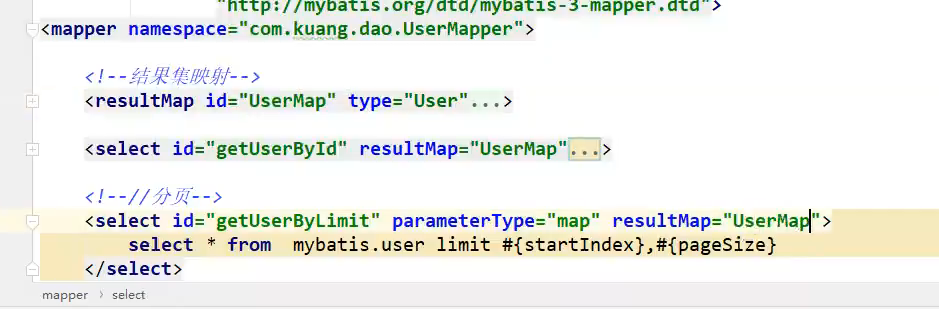 "http://mybatis.org/dtd/mybatis-3-mapper.dtd">
<mapper namespace="com.kuang.dao.UserMapper">
<!--结果集映射-->
<resultMap id="UserMap" type="User"...>
<select id="getUserById" resultMap="UserMap"...>
<!--//分页-->
<select id="getUserByLimit" parameterType="map" resultMap="UserMap">
select * from  mybatis.user limit #{startIndex},#{pageSize}
</select>
mapper › select